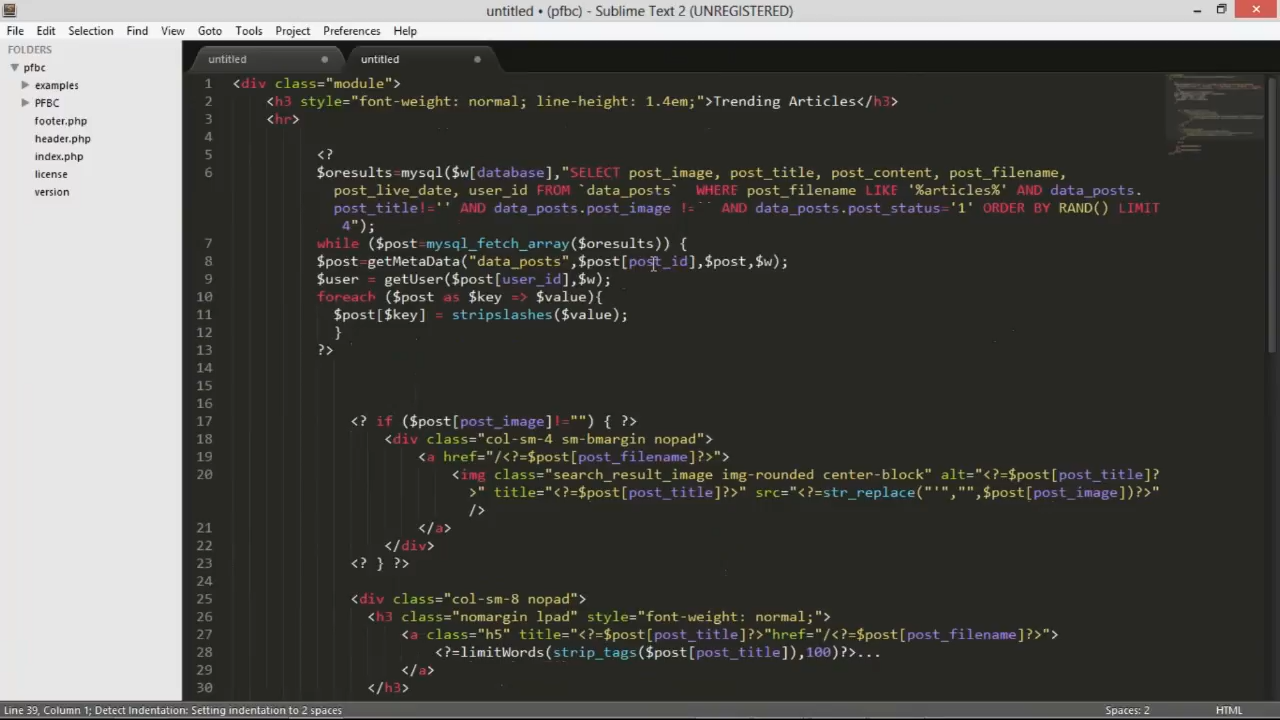 untitled • (pfbc) - Sublime Text 2 (UNREGISTERED)
File Edit Selection Find View Goto Tools Project Preferences Help
FOLDERS
pfbc
examples
PFBC
footer.php
header.php
index.php
license
version
untitled untitled
1 <div class="module">
2 <h3 style="font-weight: normal; line-height: 1.4em;">Trending Articles</h3>
3 <hr>
4
5 <?
6 $oresults=mysql($w[database],"SELECT post_image, post_title, post_content, post_filename,
post_live_date, user_id FROM `data_posts`  WHERE post_filename LIKE '%articles%' AND data_posts.
post_title!='' AND data_posts.post_image !=`` AND data_posts.post_status='1' ORDER BY RAND() LIMIT
4");
7 while ($post=mysql_fetch_array($oresults)) {
8 $post=getMetaData("data_posts",$post[post_id],$post,$w);
9 $user = getUser($post[user_id],$w);
10 foreach ($post as $key => $value){
11 $post[$key] = stripslashes($value);
12 }
13 ?>
14
15
16
17 <? if ($post[post_image]!="") { ?>
18 <div class="col-sm-4 sm-bmargin nopad">
19 <a href="/<?=$post[post_filename]?>">
20 <img class="search_result_image img-rounded center-block" alt="<?=$post[post_title]?
>" title="<?=$post[post_title]?>" src="<?=str_replace("'","",$post[post_image])?>"
/>
21 </a>
22 </div>
23 <? } ?>
24
25 <div class="col-sm-8 nopad">
26 <h3 class="nomargin lpad" style="font-weight: normal;">
27 <a class="h5" title="<?=$post[post_title]?>"href="/<?=$post[post_filename]?>">
28 <?=limitWords(strip_tags($post[post_title]),100)?>...
29 </a>
30 </h3>
Line 39, Column 1; Detect Indentation: Setting indentation to 2 spaces Spaces: 2 HTML